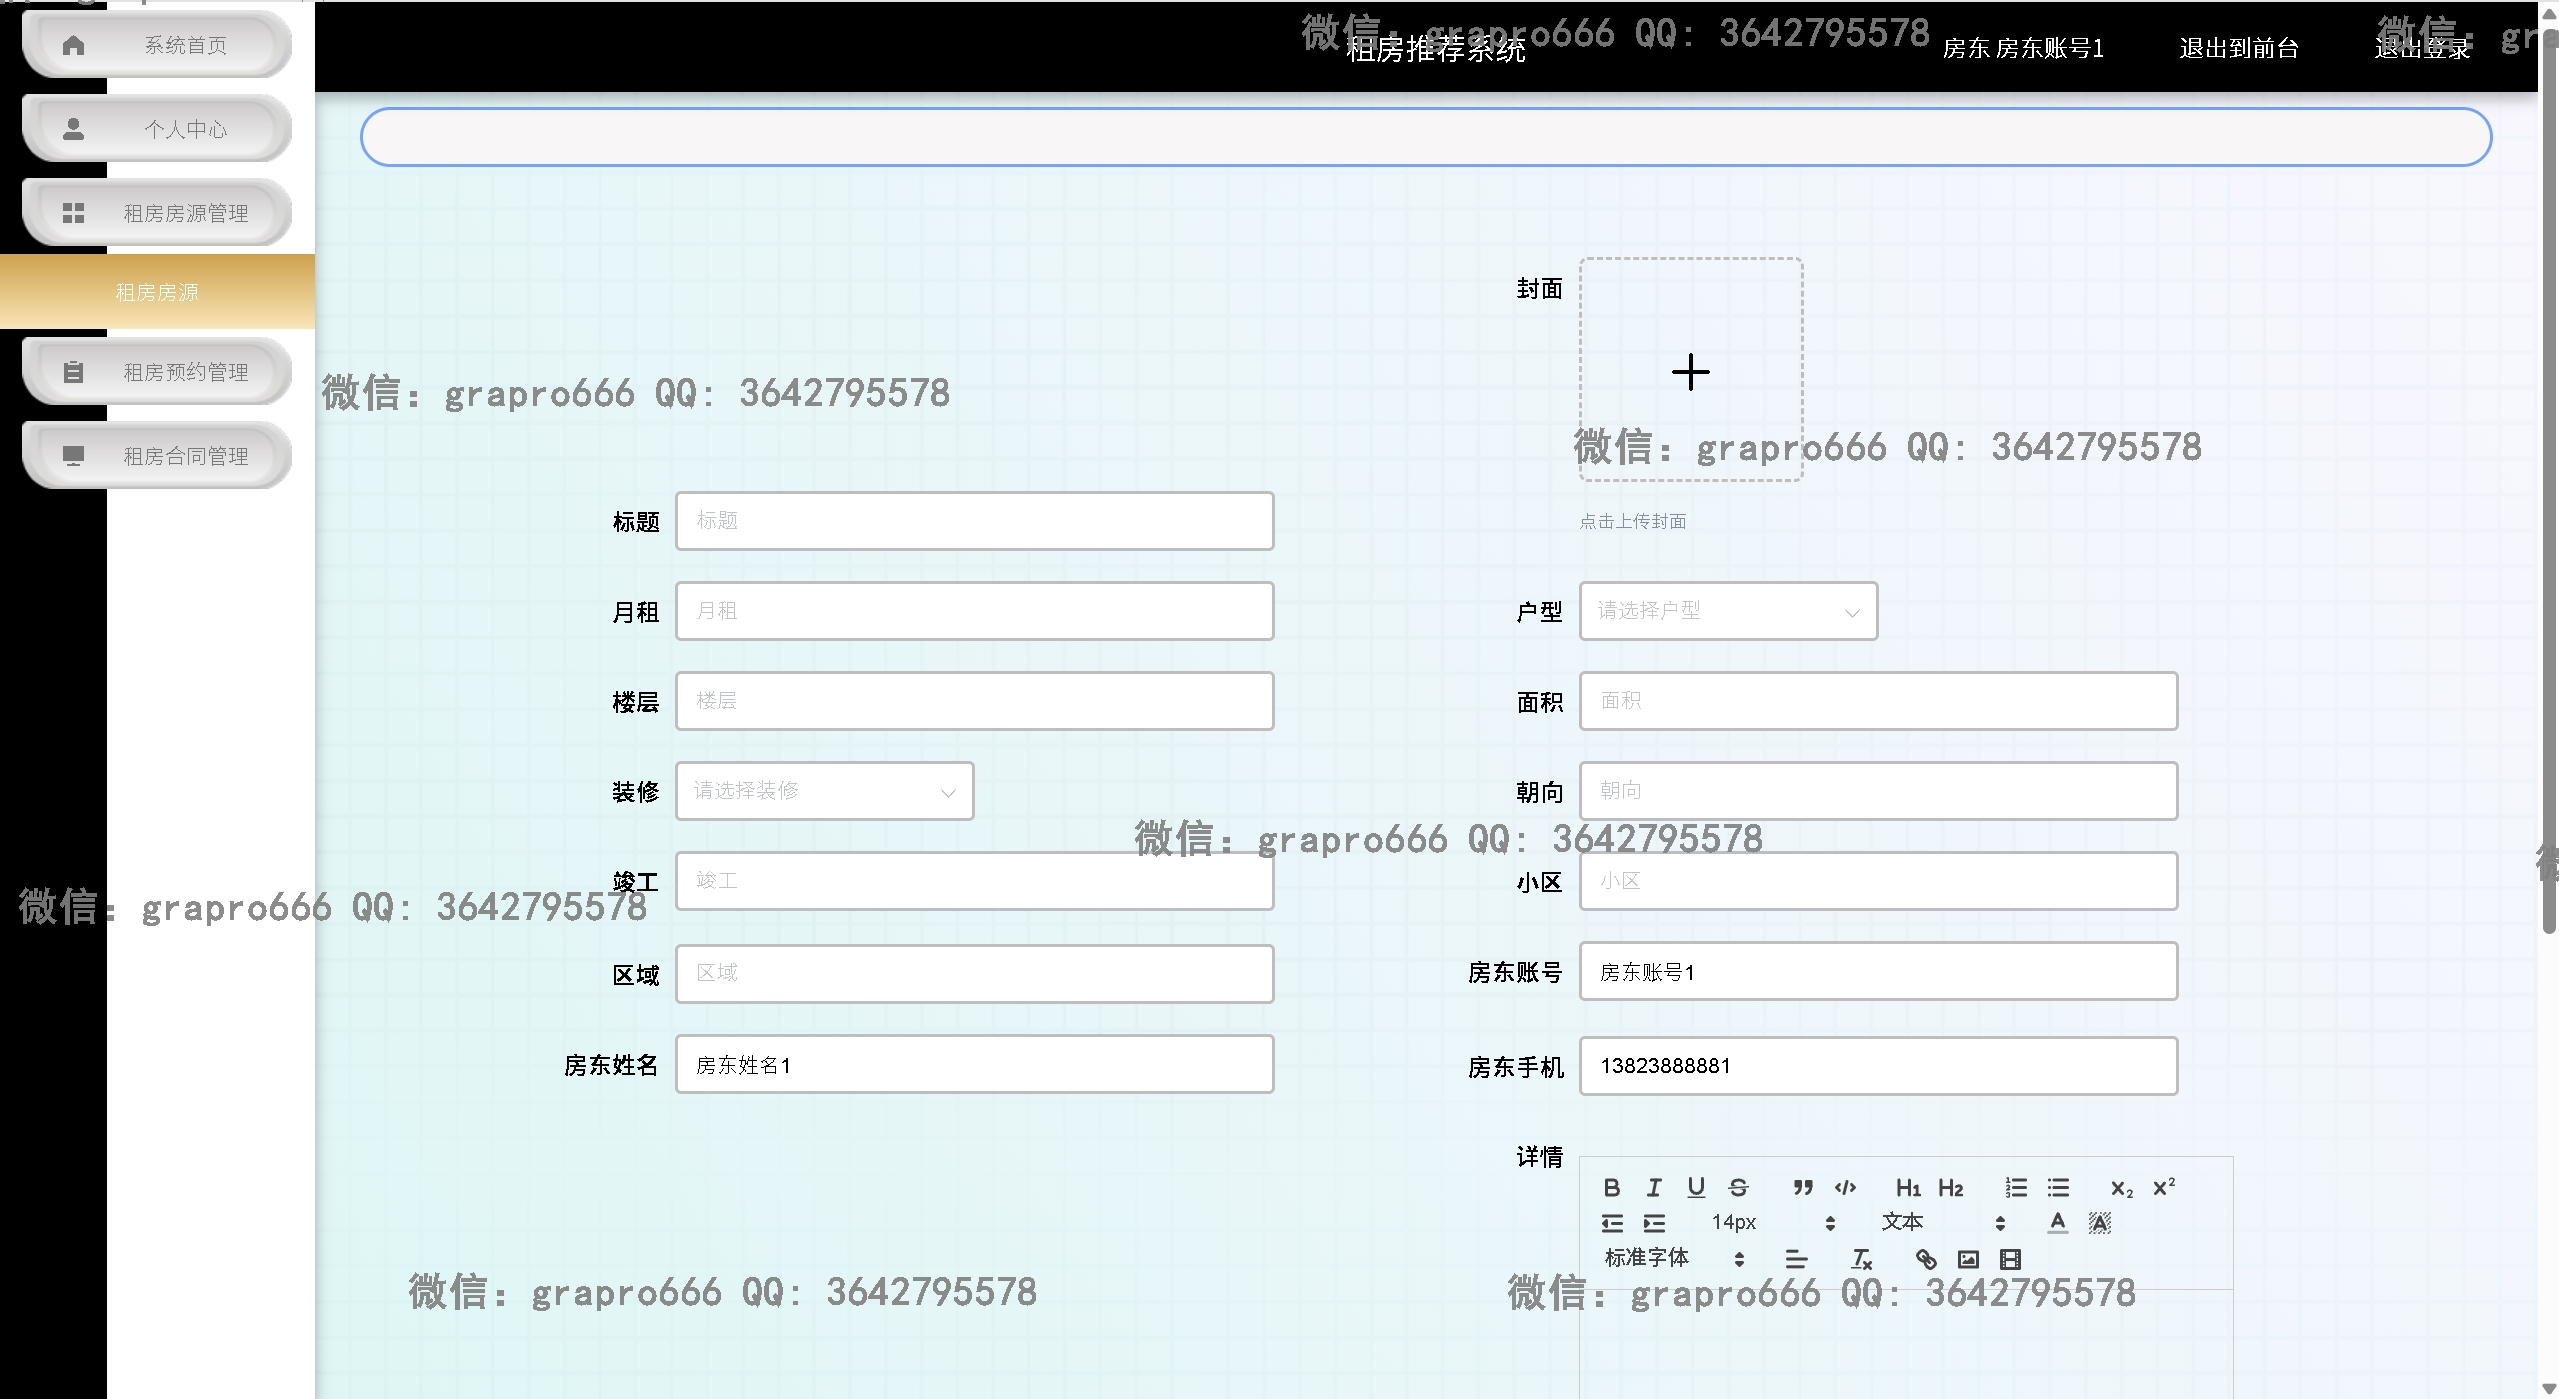 系统首页
个人中心
租房房源管理
租房房源
租房预约管理
租房合同管理
租房推荐系统
房东 房东账号1
退出到前台
退出登录
微信: grapro666 QQ: 3642795578
微信: gra
封面
微信: grapro666 QQ: 3642795578
微信: grapro666 QQ: 3642795578
标题 标题
点击上传封面
月租 月租
户型 请选择户型
楼层 楼层
面积 面积
装修 请选择装修
朝向 朝向
微信: grapro666 QQ: 3642795578
竣工 竣工
小区 小区
微信: grapro666 QQ: 3642795578
微
区域 区域
房东账号 房东账号1
房东姓名 房东姓名1
房东手机 13823888881
详情
B I U S ” </> H1 H2 X₂ X²
14px 文本 A A
标准字体 Tx
微信: grapro666 QQ: 3642795578
微信: grapro666 QQ: 3642795578